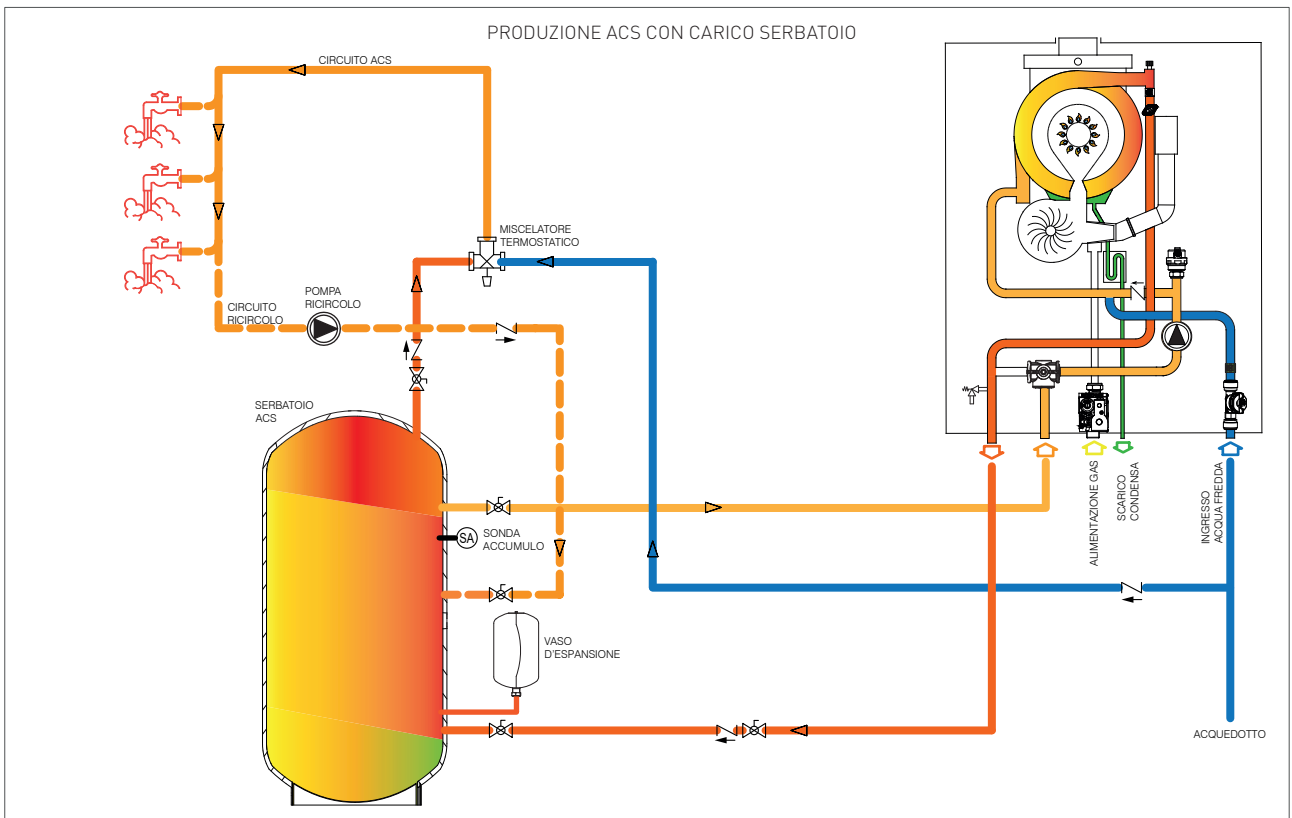 PRODUZIONE ACS CON CARICO SERBATOIO
CIRCUITO ACS
MISCELATORE
TERMOSTATICO
POMPA
RICIRCOLO
CIRCUITO
RICIRCOLO
SERBATOIO
ACS
SA
SONDA
ACCUMULO
VASO
D'ESPANSIONE
ALIMENTAZIONE GAS
SCARICO
CONDENSA
INGRESSO
ACQUA FREDDA
ACQUEDOTTO